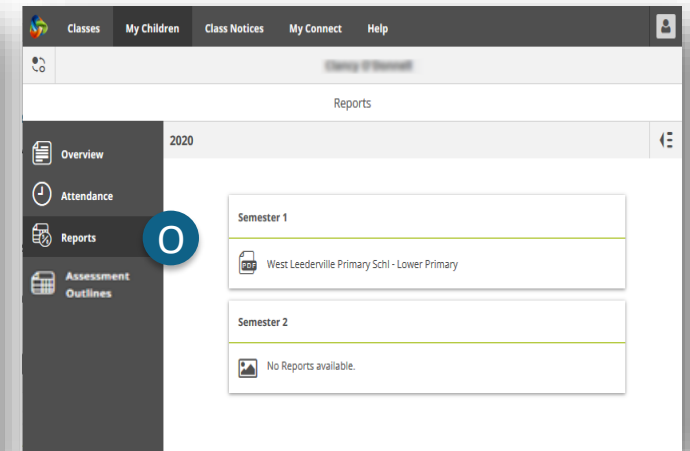 Classes My Children Class Notices My Connect Help
Reports
2020
Overview
Attendance
Reports
O
Assessment
Outlines
Semester 1
PDF West Leederville Primary Schl - Lower Primary
Semester 2
No Reports available.